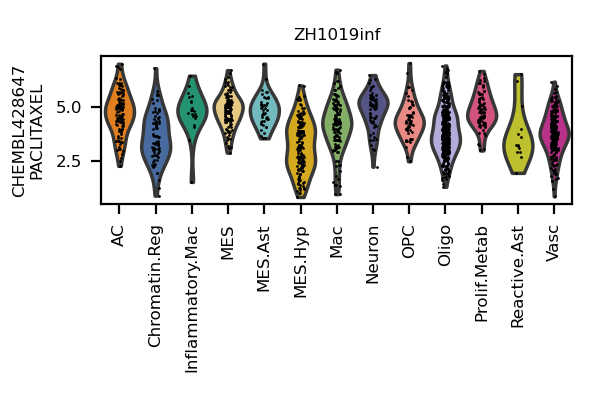 ZH1019inf
CHEMBL428647
PACLITAXEL
5.0
2.5
AC
Chromatin.Reg
Inflammatory.Mac
MES
MES.Ast
MES.Hyp
Mac
Neuron
OPC
Oligo
Prolif.Metab
Reactive.Ast
Vasc